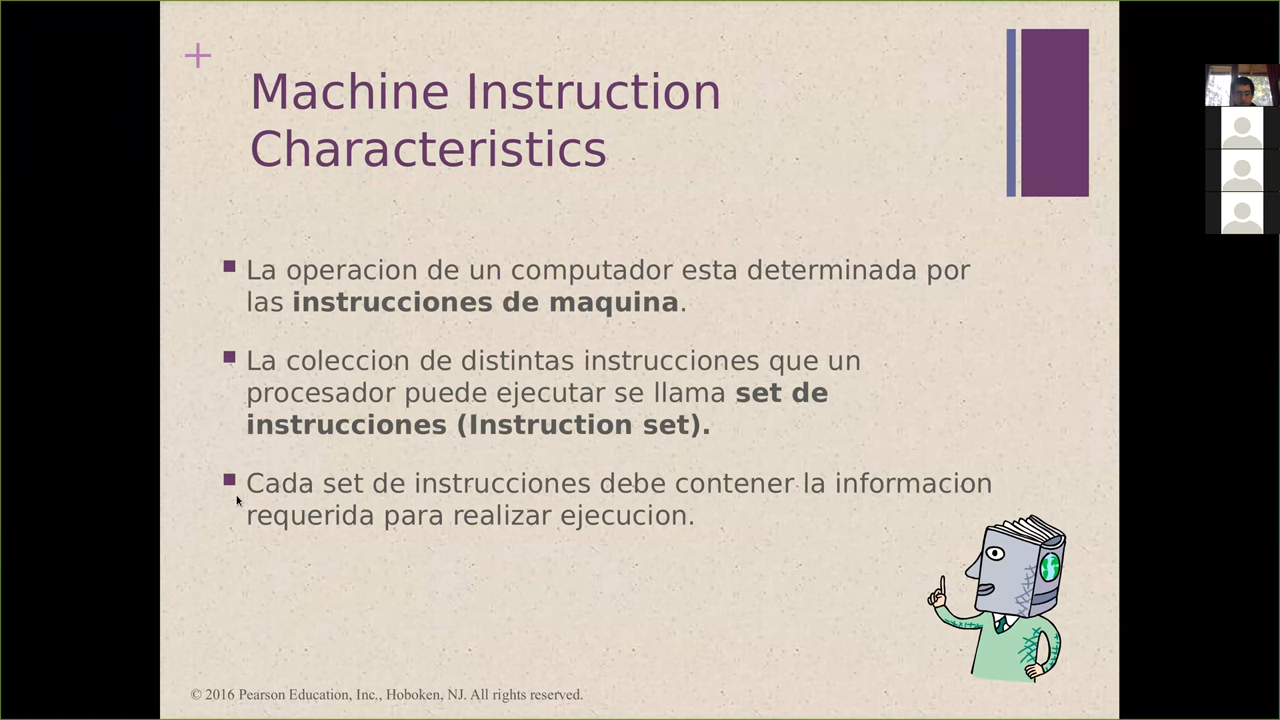 +
Machine Instruction
Characteristics
La operacion de un computador esta determinada por
las instrucciones de maquina.
La coleccion de distintas instrucciones que un
procesador puede ejecutar se llama set de
instrucciones (Instruction set).
Cada set de instrucciones debe contener la informacion
requerida para realizar ejecucion.
© 2016 Pearson Education, Inc., Hoboken, NJ. All rights reserved.